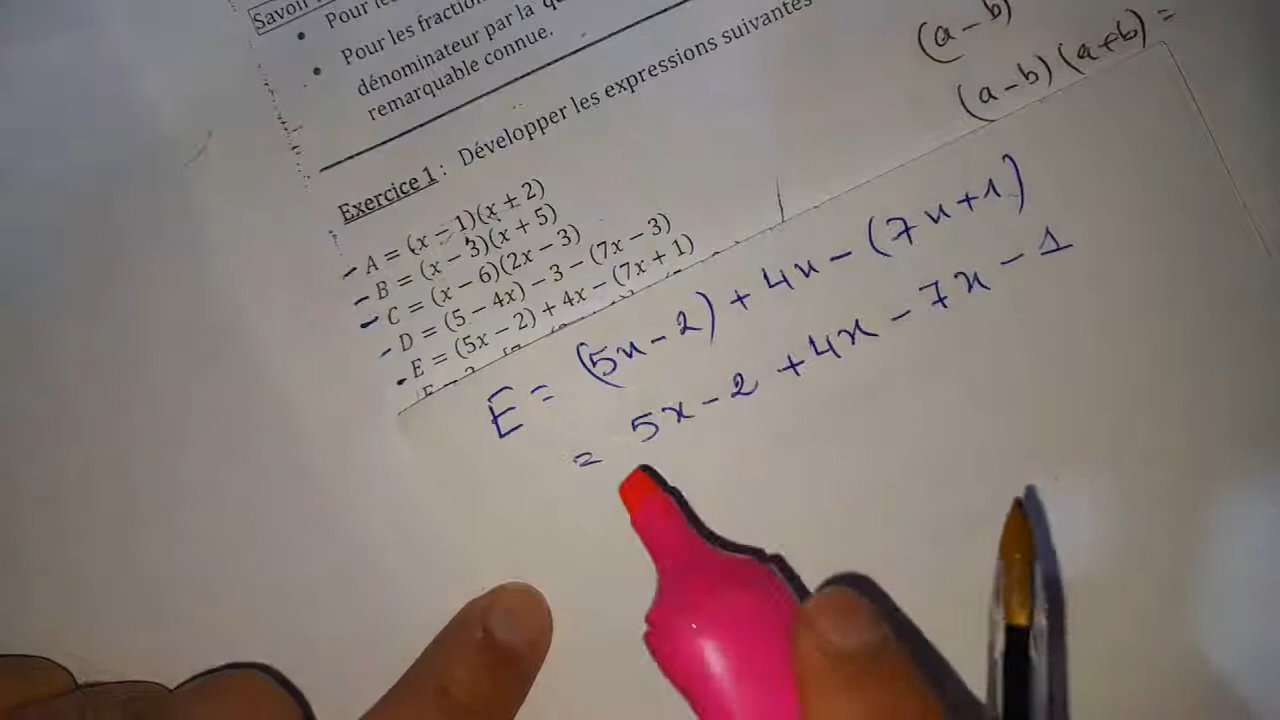 Savoir
• Pour les
• Pour les fractions
dénominateur par la
remarquable connue.
Exercice 1 : Développer les expressions suivantes
A = (x − 1)(x + 2)
B = (x − 3)(x + 5)
C = (x − 6)(2x − 3)
D = (5 − 4x) − 3 − (7x − 3)
E = (5x − 2) + 4x − (7x + 1)
(a-b)
(a-b)(a+b) =
E = (5x-2) + 4x - (7x+1)
= 5x-2 +4x - 7x - 1